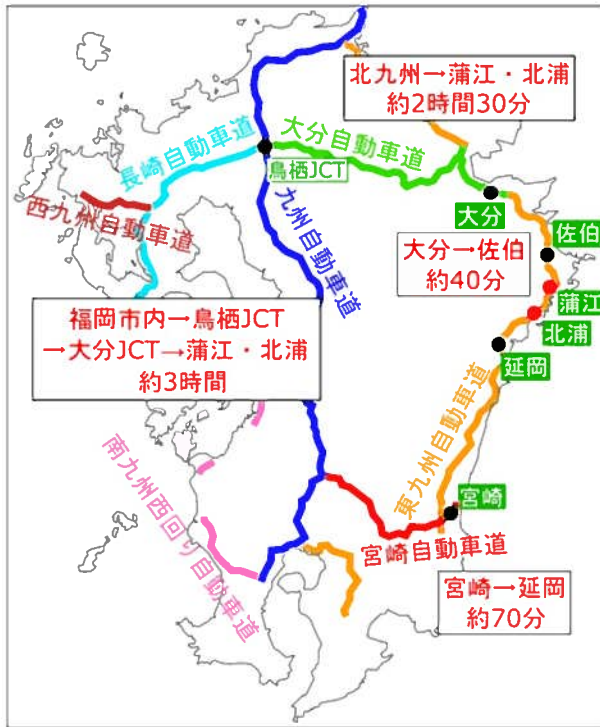 北九州→蒲江・北浦
約2時間30分
大分自動車道
長崎自動車道
鳥栖JCT
西九州自動車道
九州自動車道
大分
佐伯
大分→佐伯
約40分
蒲江
北浦
福岡市内→鳥栖JCT
→大分JCT→蒲江・北浦
約3時間
延岡
東九州自動車道
南九州西回り自動車道
宮崎
宮崎自動車道
宮崎→延岡
約70分